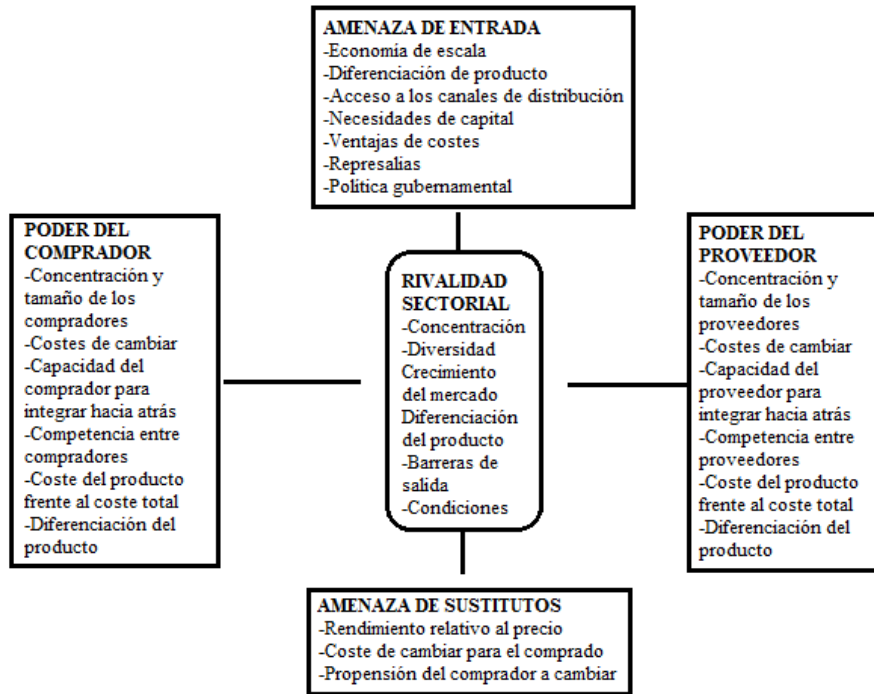 AMENAZA DE ENTRADA
-Economía de escala
-Diferenciación de producto
-Acceso a los canales de distribución
-Necesidades de capital
-Ventajas de costes
-Represalias
-Política gubernamental
PODER DEL
COMPRADOR
-Concentración y
tamaño de los
compradores
-Costes de cambiar
-Capacidad del
comprador para
integrar hacia atrás
-Competencia entre
compradores
-Coste del producto
frente al coste total
-Diferenciación del
producto
RIVALIDAD
SECTORIAL
-Concentración
-Diversidad
Crecimiento
del mercado
Diferenciación
del producto
-Barreras de
salida
-Condiciones
PODER DEL
PROVEEDOR
-Concentración y
tamaño de los
proveedores
-Costes de cambiar
-Capacidad del
proveedor para
integrar hacia atrás
-Competencia entre
proveedores
-Coste del producto
frente al coste total
-Diferenciación del
producto
AMENAZA DE SUSTITUTOS
-Rendimiento relativo al precio
-Coste de cambiar para el comprado
-Propensión del comprador a cambiar